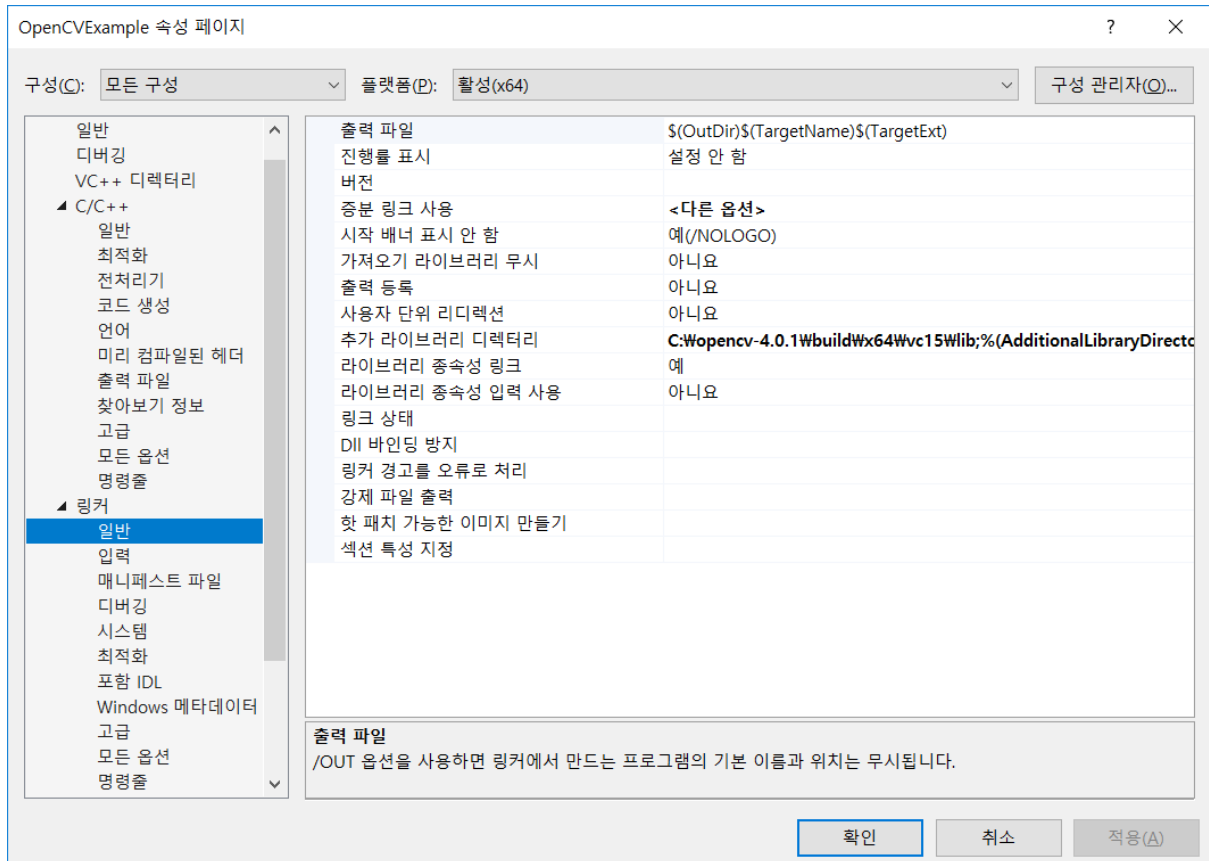 OpenCVExample 속성 페이지
?
구성(C):
모든 구성
플랫폼(P):
활성(x64)
구성 관리자(O)...
일반
디버깅
VC++ 디렉터리
C/C++
일반
최적화
전처리기
코드 생성
언어
미리 컴파일된 헤더
출력 파일
찾아보기 정보
고급
모든 옵션
명령줄
링커
일반
입력
매니페스트 파일
디버깅
시스템
최적화
포함 IDL
Windows 메타데이터
고급
모든 옵션
명령줄
출력 파일 $(OutDir)$(TargetName)$(TargetExt)
진행률 표시 설정 안 함
버전
증분 링크 사용 <다른 옵션>
시작 배너 표시 안 함 예(/NOLOGO)
가져오기 라이브러리 무시 아니요
출력 등록 아니요
사용자 단위 리디렉션 아니요
추가 라이브러리 디렉터리 C:₩opencv-4.0.1₩build₩x64₩vc15₩lib;%(AdditionalLibraryDirectc
라이브러리 종속성 링크 예
라이브러리 종속성 입력 사용 아니요
링크 상태
Dll 바인딩 방지
링커 경고를 오류로 처리
강제 파일 출력
핫 패치 가능한 이미지 만들기
섹션 특성 지정
출력 파일
/OUT 옵션을 사용하면 링커에서 만드는 프로그램의 기본 이름과 위치는 무시됩니다.
확인
취소
적용(A)